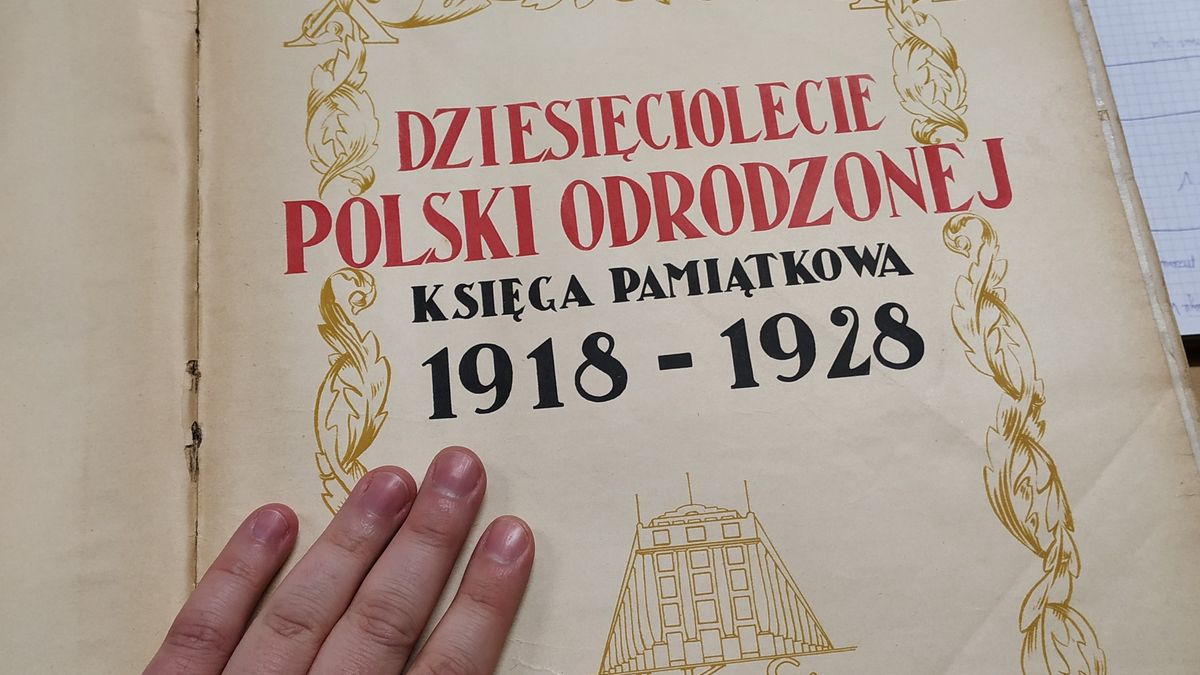 DZIESIĘCIOLECIE
POLSKI ODRODZONEJ
KSIĘGA PAMIĄTKOWA
1918 - 1928